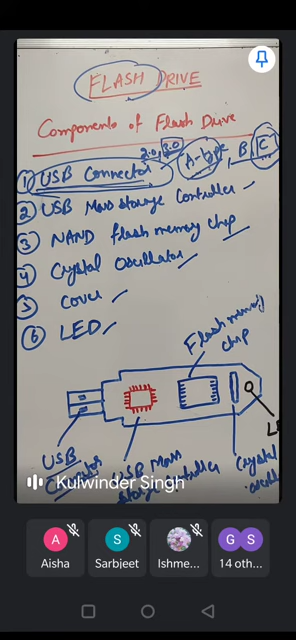 FLASH DRIVE
Components of Flash Drive
2.0, 3.0
① USB Connector (A-type, B, C
② USB Mass storage Controller
③ NAND flash memory chip
④ Crystal Oscillator
⑤ Cover
⑥ LED
Flash memory
chip
USB
Connector
USB Mass
storage Controller
Crystal
LE
Kulwinder Singh
A
S
G S
Aisha
Sarbjeet
Ishme...
14 oth...